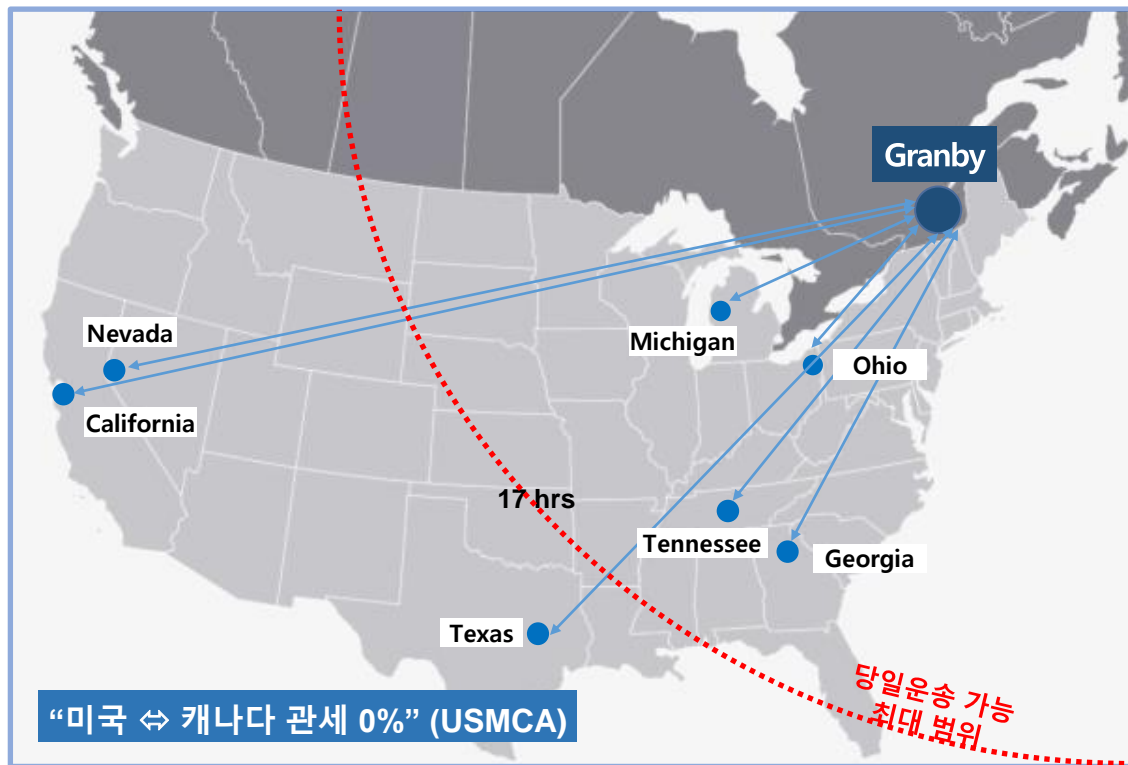 Granby
Nevada
Michigan
Ohio
California
17 hrs
Tennessee
Georgia
Texas
당일운송 가능
최대 범위
“미국 ⇔ 캐나다 관세 0%” (USMCA)